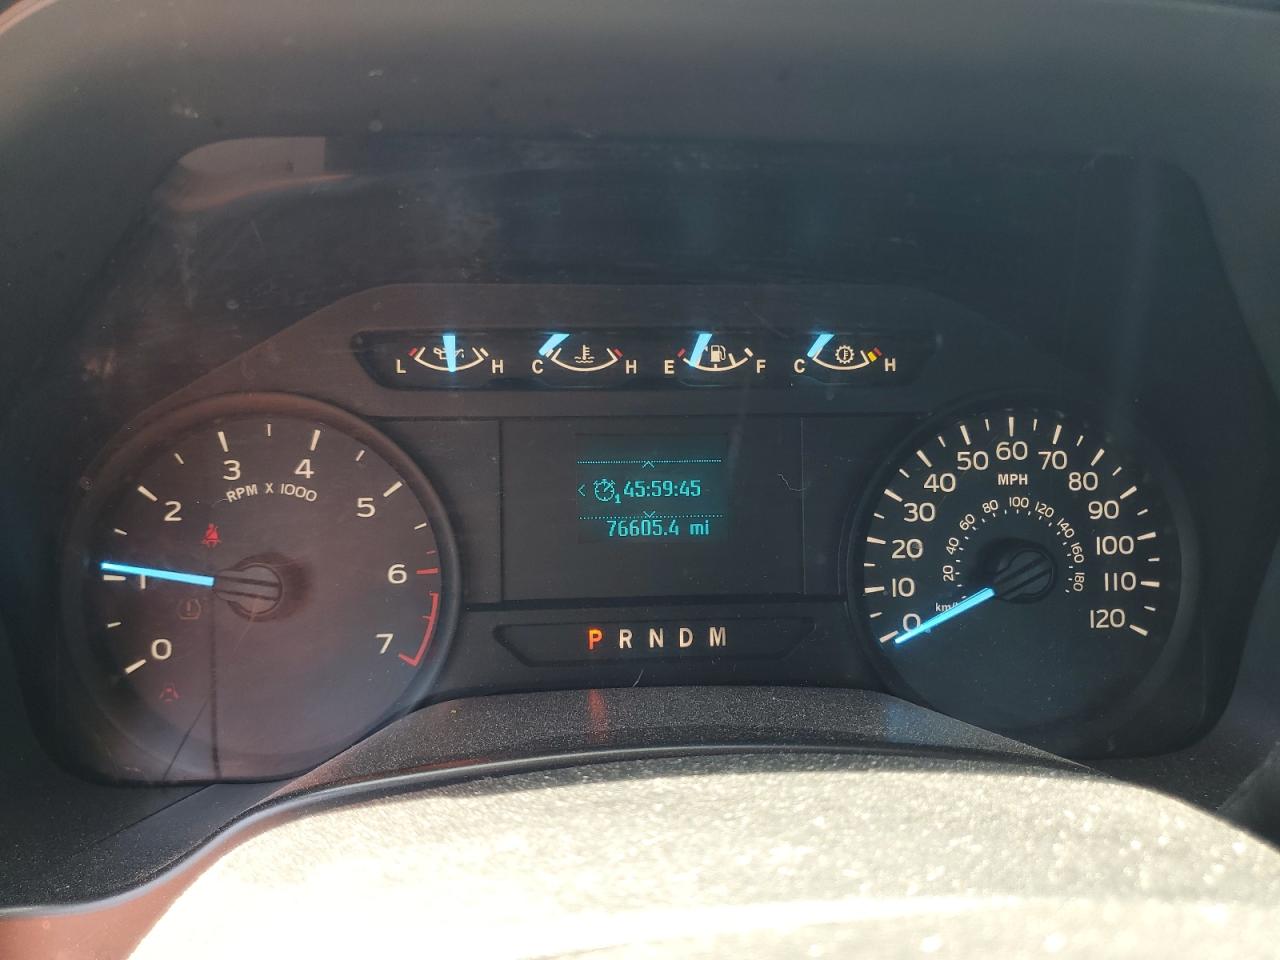 L H C H E F C H
3 4
RPM X 1000
2 5
1 6
0 7
45:59:45
1
76605.4 mi
P R N D M
0 10 20 30 40 50 60 70 80 90 100 110 120
MPH
20 40 60 80 100 120 140 160 180